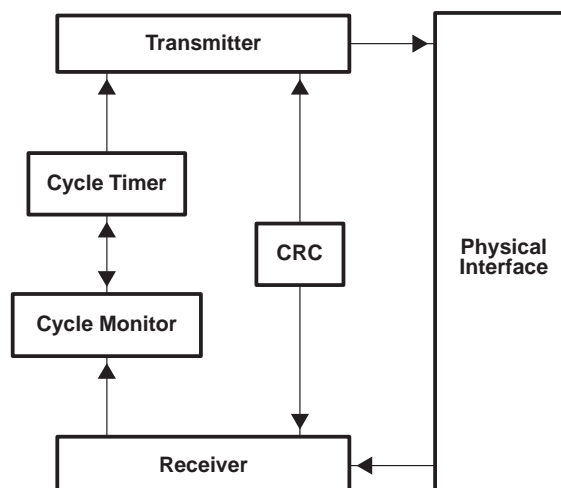 Transmitter
Cycle Timer
CRC
Physical
Interface
Cycle Monitor
Receiver